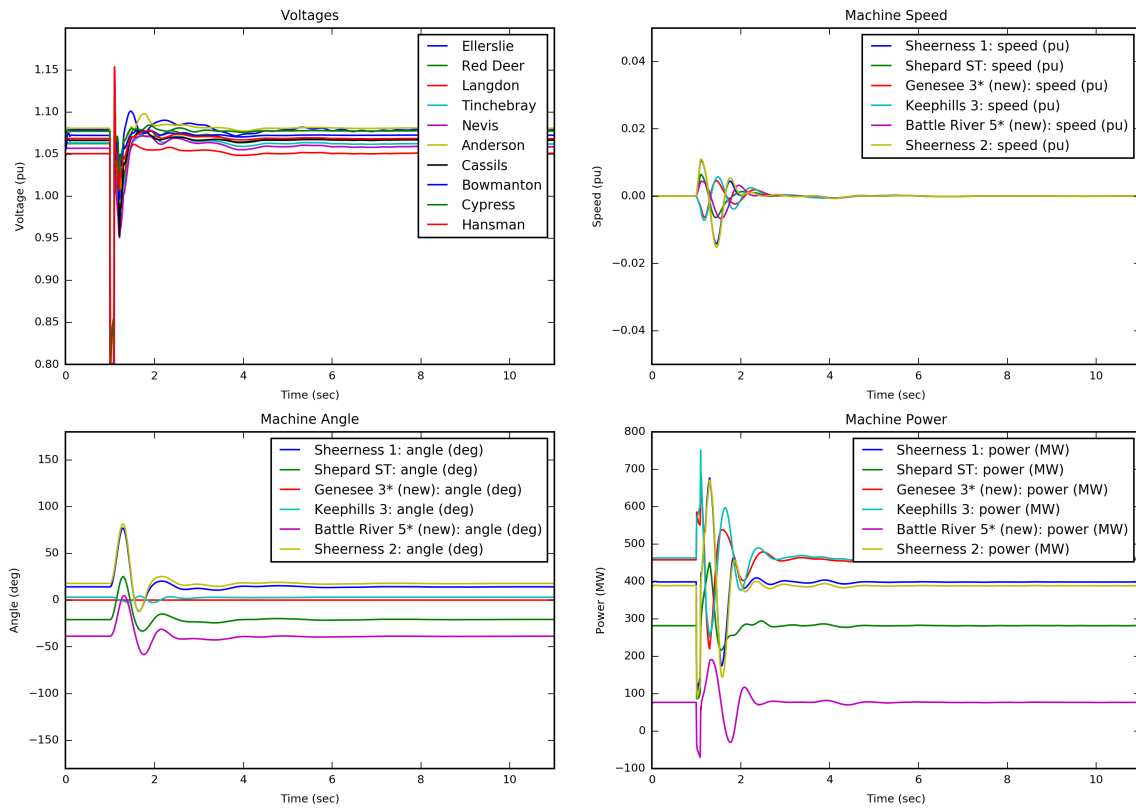 Voltages
1.15
1.10
1.05
1.00
0.95
0.90
0.85
0.80
Voltage (pu)
Ellerslie
Red Deer
Langdon
Tinchebray
Nevis
Anderson
Cassils
Bowmanton
Cypress
Hansman
0 2 4 6 8 10
Time (sec)
Machine Speed
0.04
0.02
0.00
−0.02
−0.04
Speed (pu)
Sheerness 1: speed (pu)
Shepard ST: speed (pu)
Genesee 3* (new): speed (pu)
Keephills 3: speed (pu)
Battle River 5* (new): speed (pu)
Sheerness 2: speed (pu)
0 2 4 6 8 10
Time (sec)
Machine Angle
150
100
50
0
−50
−100
−150
Angle (deg)
Sheerness 1: angle (deg)
Shepard ST: angle (deg)
Genesee 3* (new): angle (deg)
Keephills 3: angle (deg)
Battle River 5* (new): angle (deg)
Sheerness 2: angle (deg)
0 2 4 6 8 10
Time (sec)
Machine Power
800
700
600
500
400
300
200
100
0
−100
Power (MW)
Sheerness 1: power (MW)
Shepard ST: power (MW)
Genesee 3* (new): power (MW)
Keephills 3: power (MW)
Battle River 5* (new): power (MW)
Sheerness 2: power (MW)
0 2 4 6 8 10
Time (sec)